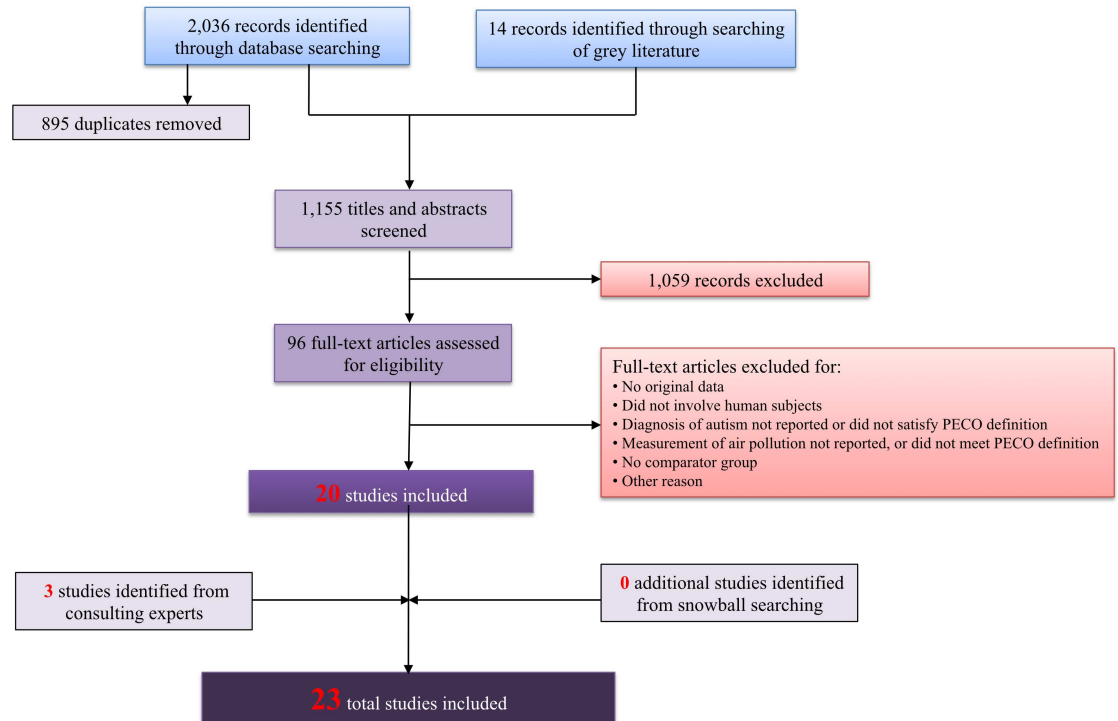 2,036 records identified
through database searching
14 records identified through searching
of grey literature
895 duplicates removed
1,155 titles and abstracts
screened
1,059 records excluded
96 full-text articles assessed
for eligibility
Full-text articles excluded for:
• No original data
• Did not involve human subjects
• Diagnosis of autism not reported or did not satisfy PECO definition
• Measurement of air pollution not reported, or did not meet PECO definition
• No comparator group
• Other reason
20 studies included
3 studies identified from
consulting experts
0 additional studies identified
from snowball searching
23 total studies included